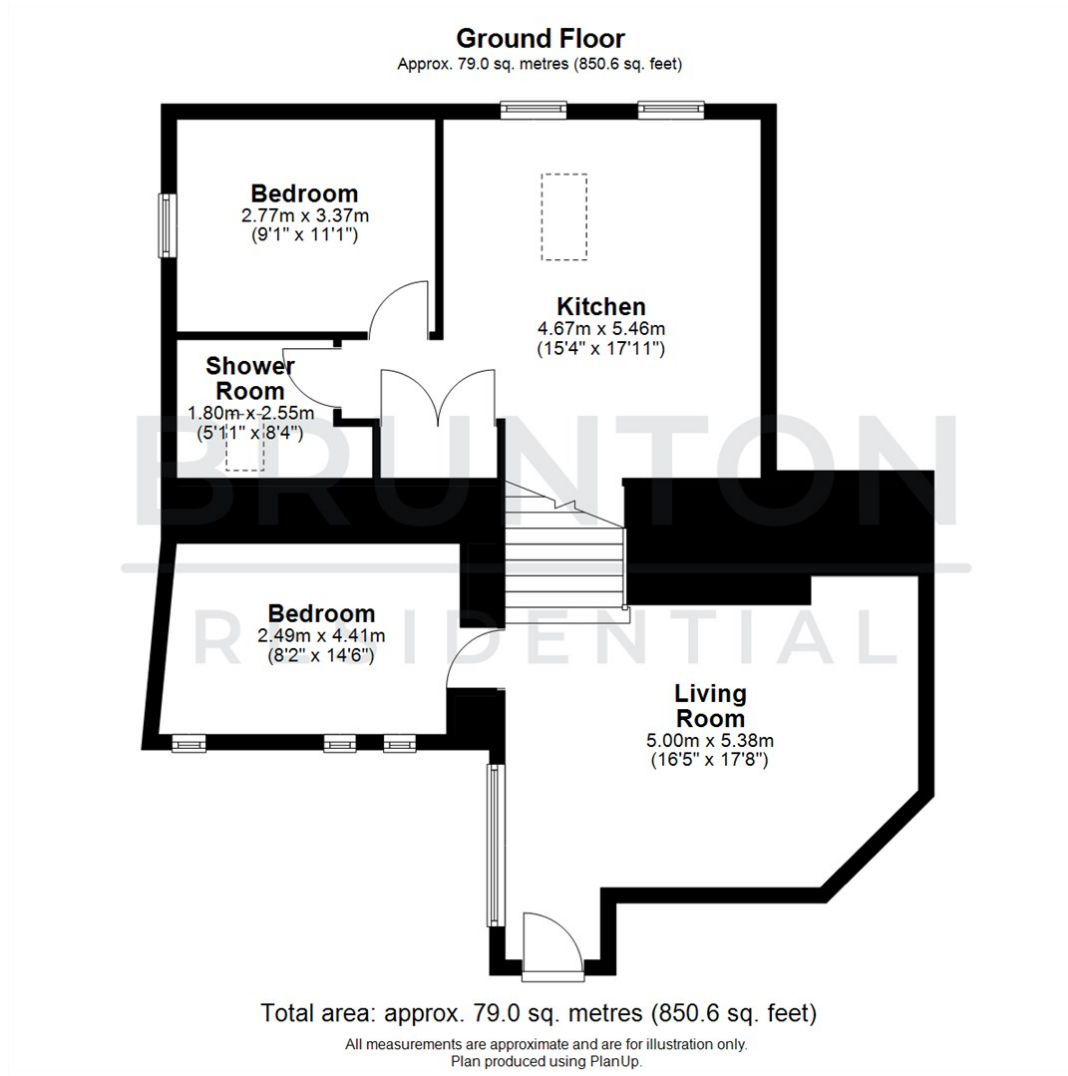 Ground Floor
Approx. 79.0 sq. metres (850.6 sq. feet)
Bedroom
2.77m x 3.37m
(9'1" x 11'1")
Kitchen
4.67m x 5.46m
(15'4" x 17'11")
Shower
Room
1.80m x 2.55m
(5'11" x 8'4")
BRUNTON
RESIDENTIAL
Bedroom
2.49m x 4.41m
(8'2" x 14'6")
Living
Room
5.00m x 5.38m
(16'5" x 17'8")
Total area: approx. 79.0 sq. metres (850.6 sq. feet)
All measurements are approximate and are for illustration only.
Plan produced using PlanUp.